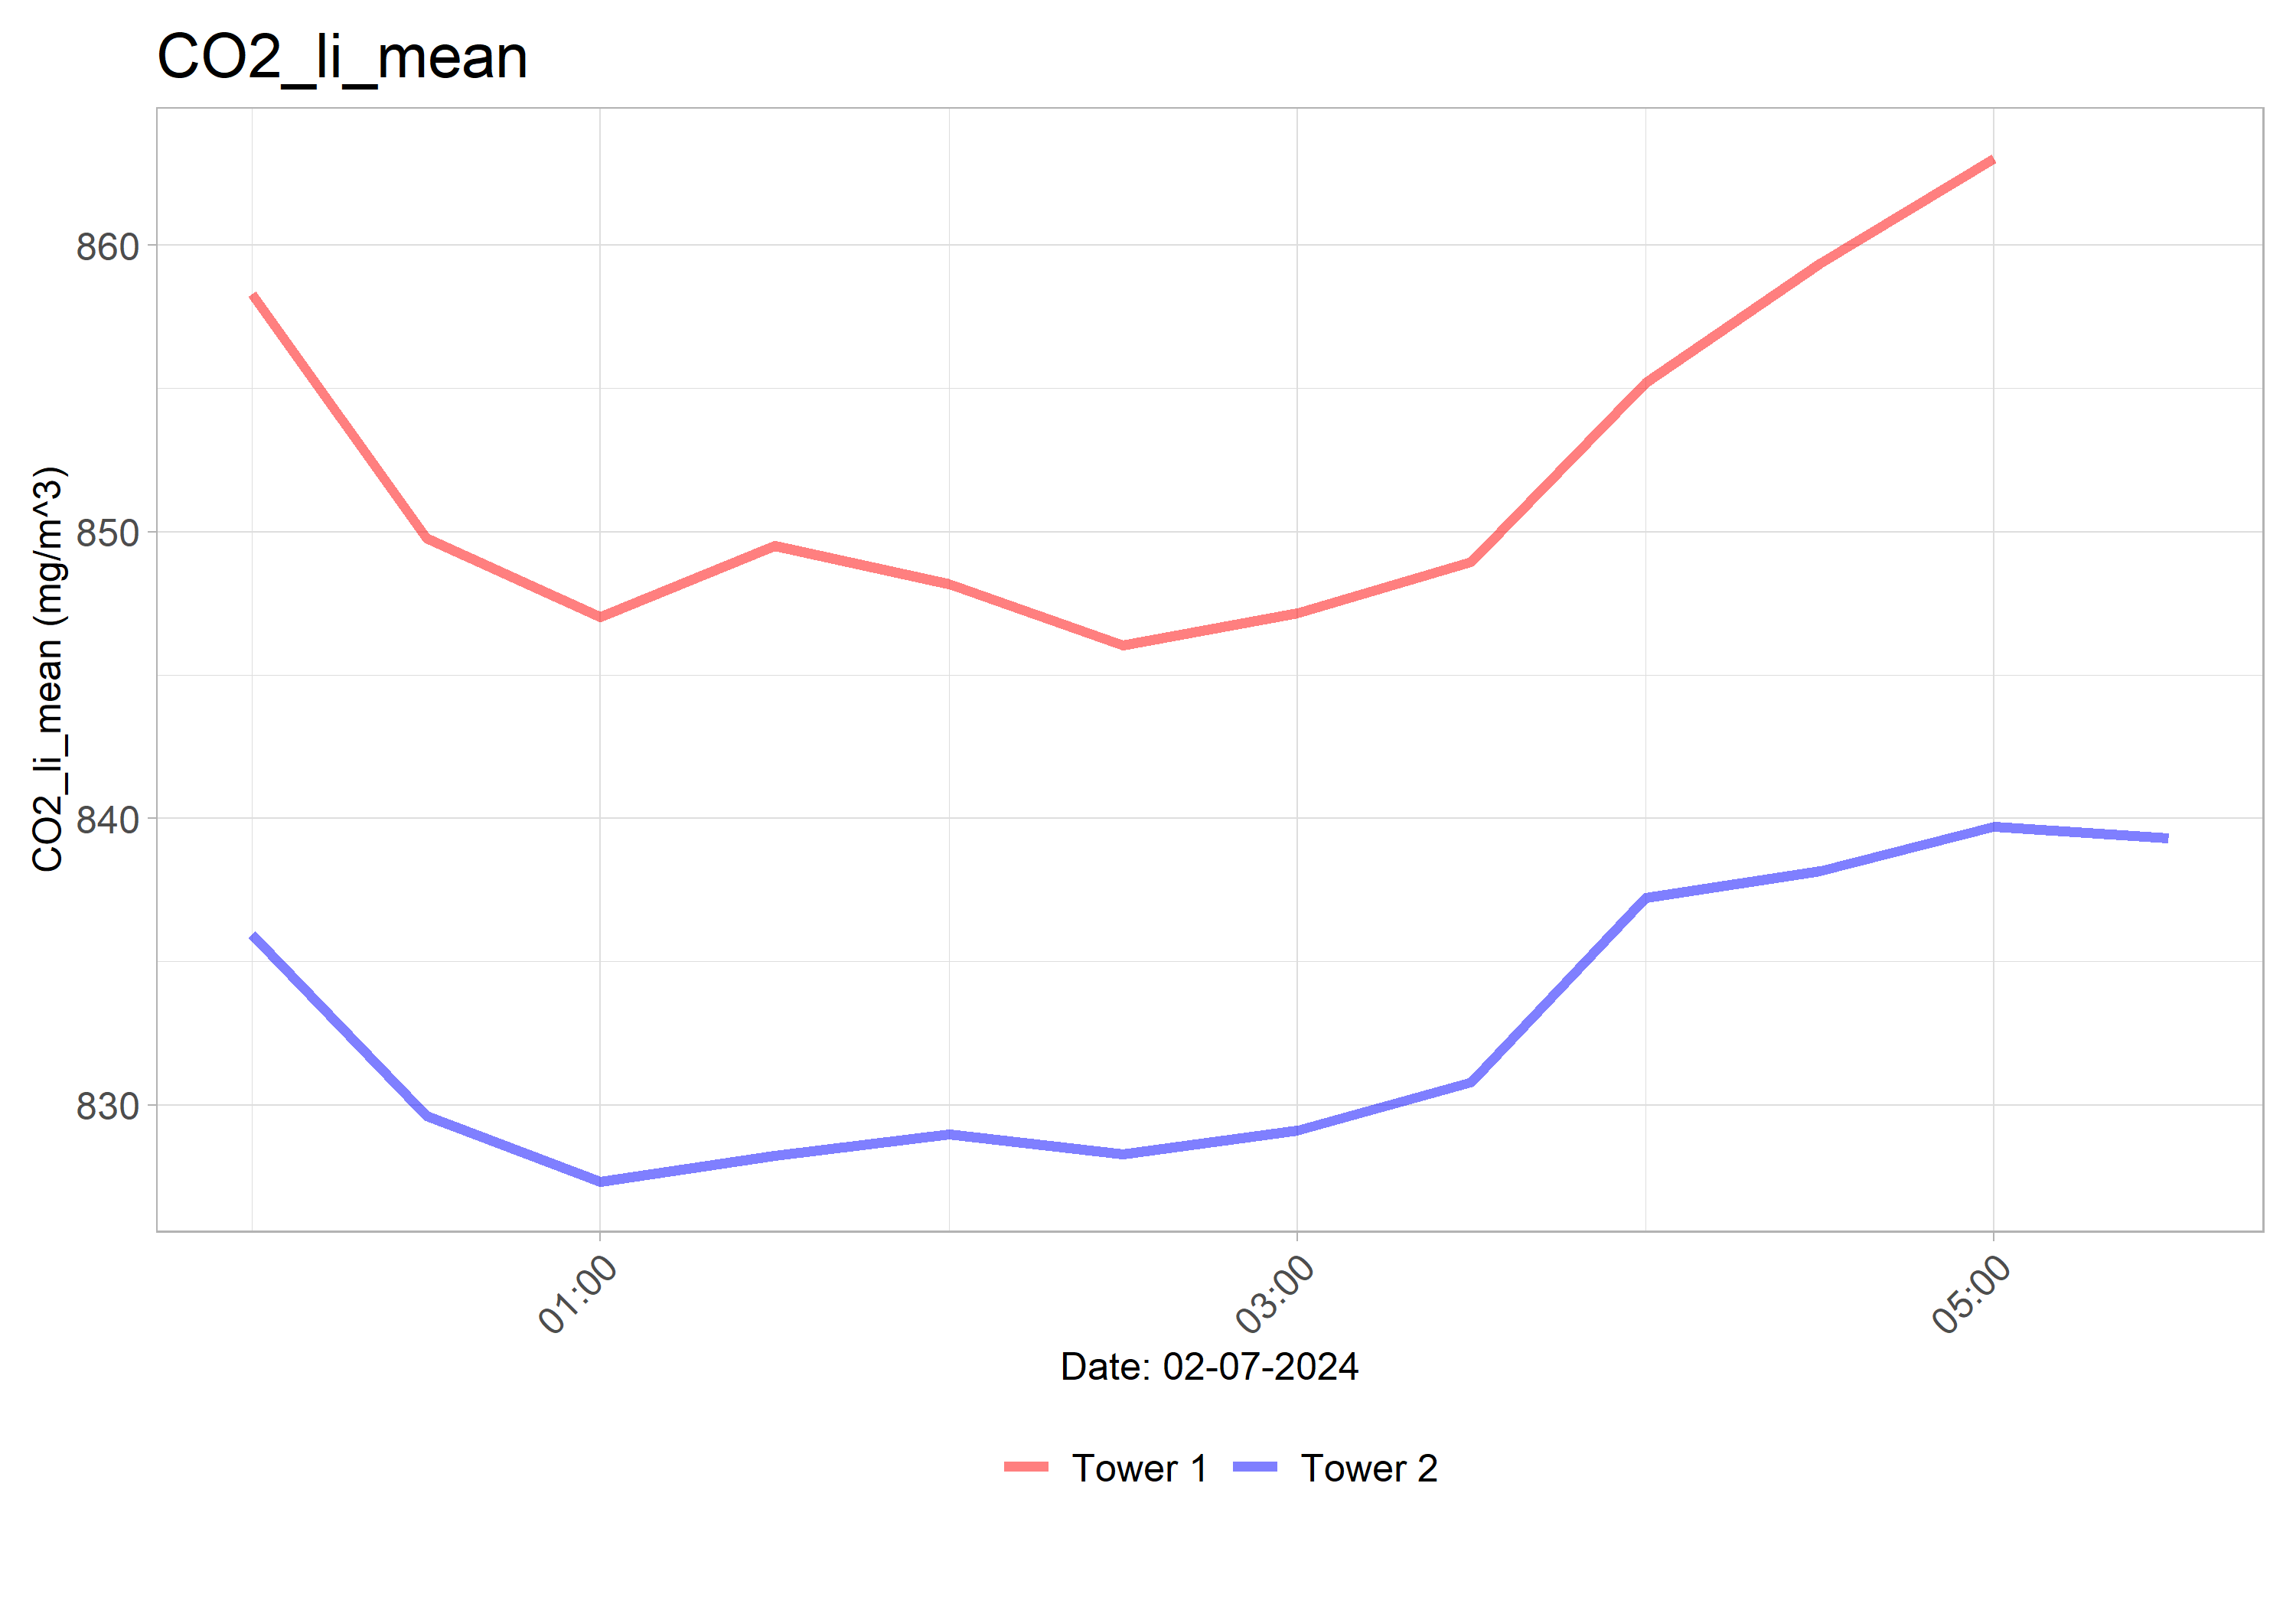 CO2_li_mean
CO2_li_mean (mg/m^3)
860
850
840
830
01:00
03:00
05:00
Date: 02-07-2024
Tower 1
Tower 2